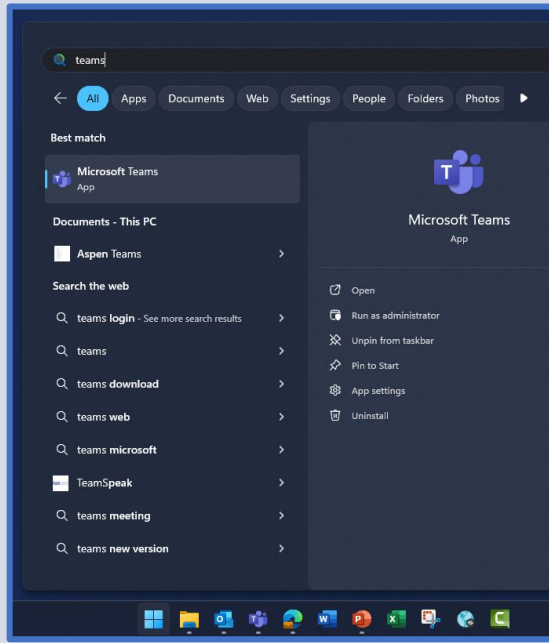 teams
All Apps Documents Web Settings People Folders Photos
Best match
Microsoft Teams
App
Documents - This PC
Aspen Teams
Search the web
teams login - See more search results
teams
teams download
teams web
teams microsoft
TeamSpeak
teams meeting
teams new version
T
Microsoft Teams
App
Open
Run as administrator
Unpin from taskbar
Pin to Start
App settings
Uninstall